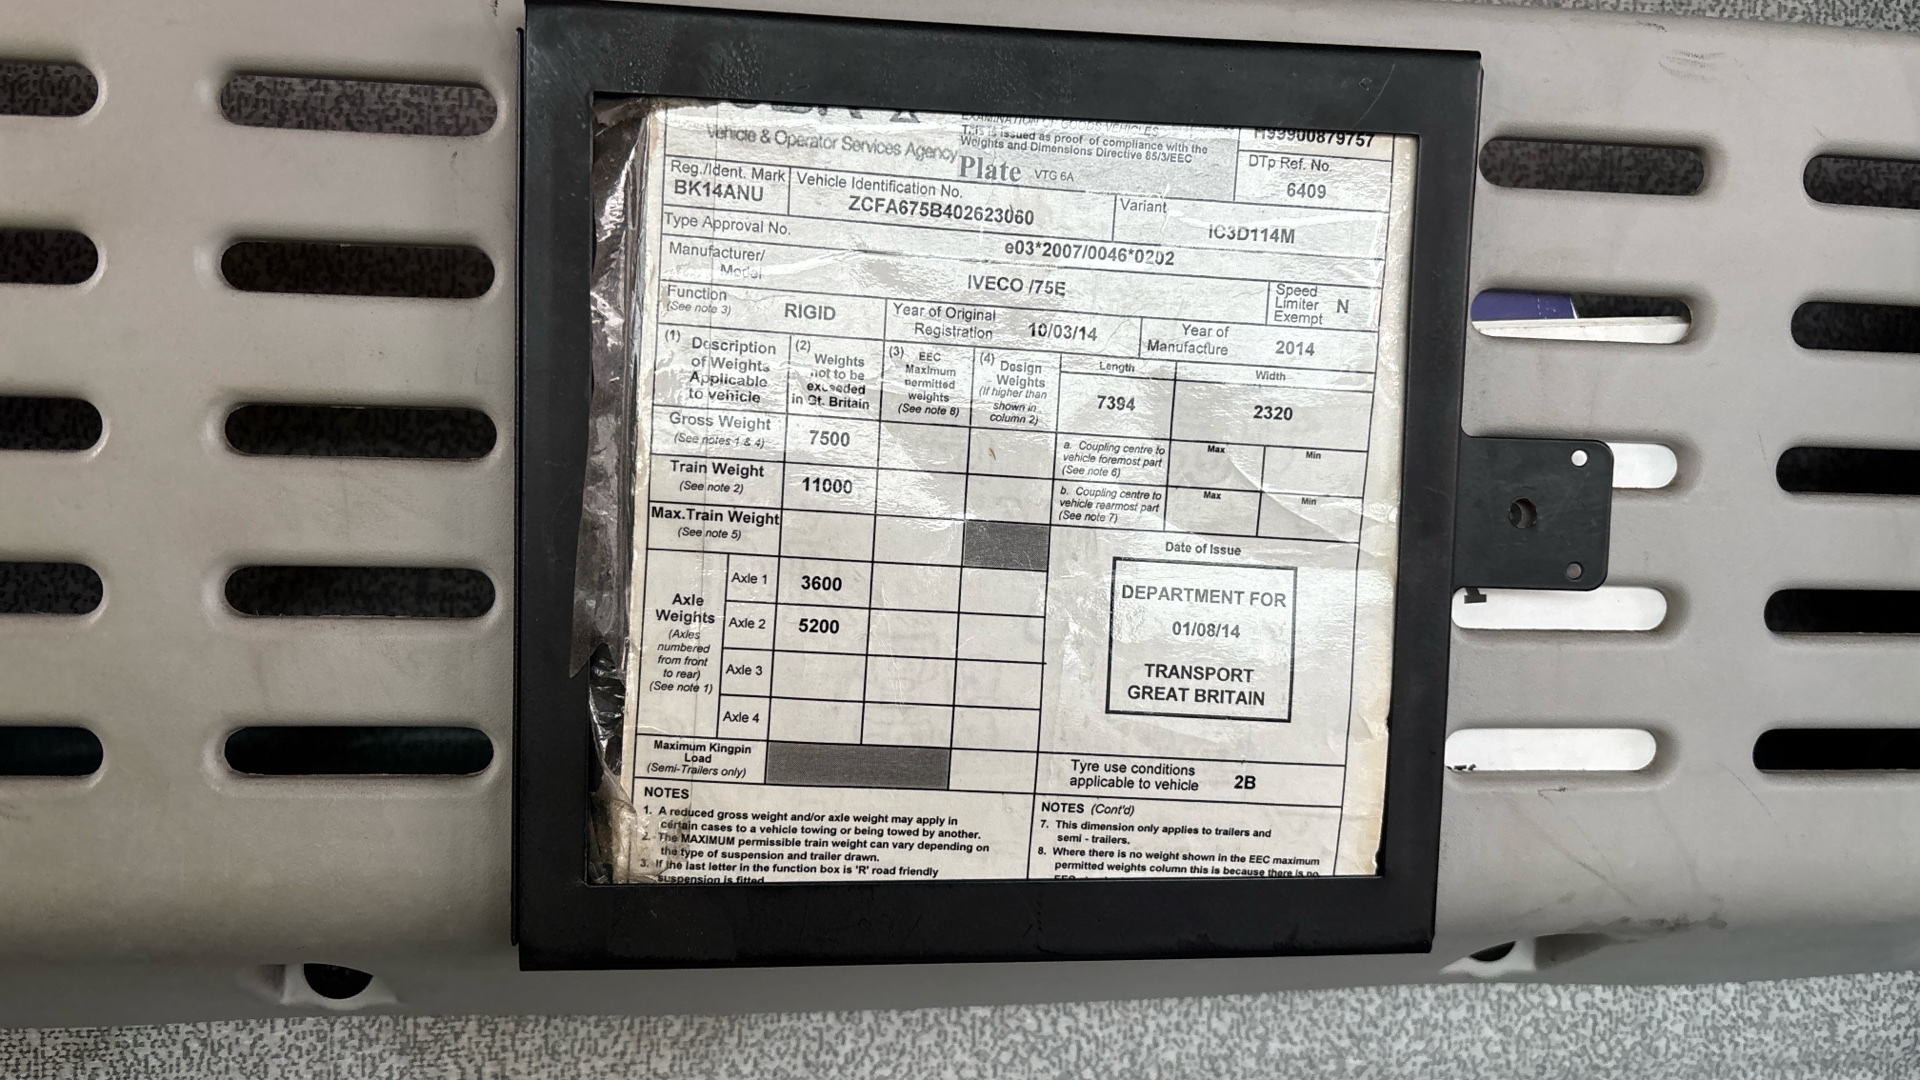 EXAMINATION OF GOODS VEHICLES
This is issued as proof of compliance with the
Weights and Dimensions Directive 85/3/EEC
Vehicle & Operator Services Agency
Plate VTG 6A
H99900879757
DTp Ref. No.
6409
Reg./Ident. Mark
BK14ANU
Vehicle Identification No.
ZCFA675B402623060
Variant
IC3D114M
Type Approval No.
e03*2007/0046*0202
Manufacturer/
Model
IVECO /75E
Speed
Limiter
Exempt
N
Function
(See note 3)
RIGID
Year of Original
Registration
10/03/14
Year of
Manufacture
2014
(1) Description
of Weights
Applicable
to vehicle
(2)
Weights
not to be
exceeded
in Gt. Britain
(3) EEC
Maximum
permitted
weights
(See note 8)
(4) Design
Weights
(If higher than
shown in
column 2)
Length
7394
Width
2320
Gross Weight
(See notes 1 & 4)
7500
a. Coupling centre to
vehicle foremost part
(See note 6)
Max
Min
Train Weight
(See note 2)
11000
b. Coupling centre to
vehicle rearmost part
(See note 7)
Max
Min
Max.Train Weight
(See note 5)
Axle
Weights
(Axles
numbered
from front
to rear)
(See note 1)
Axle 1
3600
Axle 2
5200
Axle 3
Axle 4
Date of Issue
DEPARTMENT FOR
01/08/14
TRANSPORT
GREAT BRITAIN
Maximum Kingpin
Load
(Semi-Trailers only)
Tyre use conditions
applicable to vehicle
2B
NOTES
1. A reduced gross weight and/or axle weight may apply in
certain cases to a vehicle towing or being towed by another.
2. The MAXIMUM permissible train weight can vary depending on
the type of suspension and trailer drawn.
3. If the last letter in the function box is 'R' road friendly
suspension is fitted
NOTES (Cont'd)
7. This dimension only applies to trailers and
semi - trailers.
8. Where there is no weight shown in the EEC maximum
permitted weights column this is because there is no